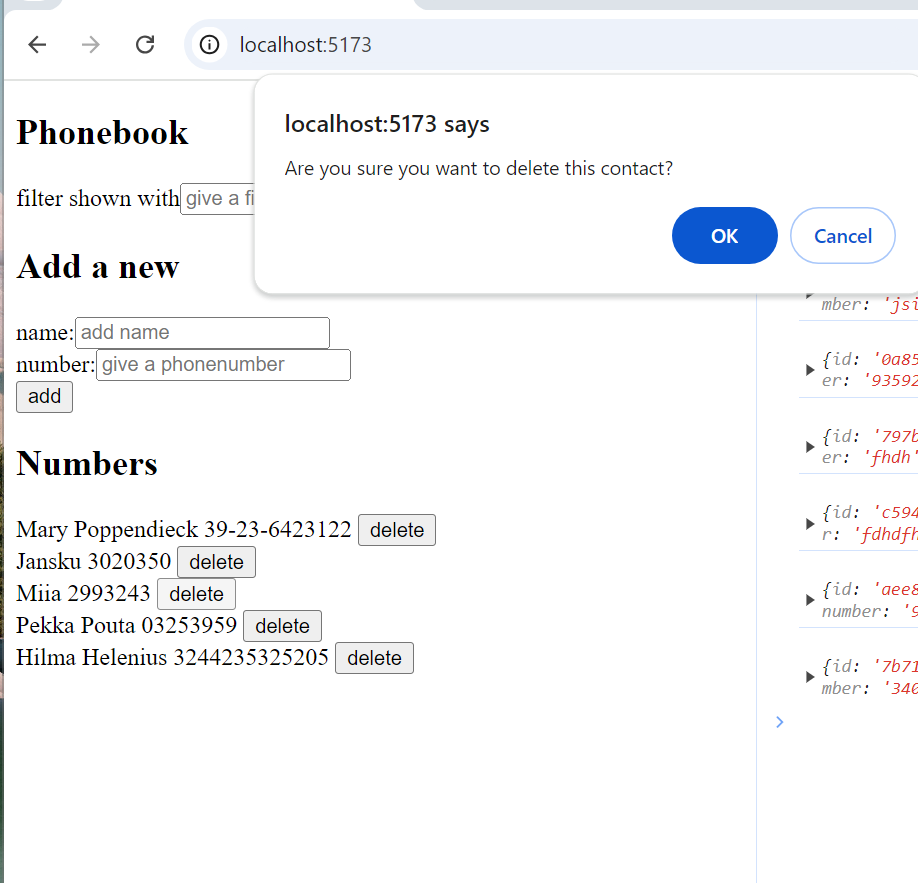 localhost:5173
localhost:5173 says
Are you sure you want to delete this contact?
OK
Cancel
Phonebook
filter shown with give a fi
Add a new
name: add name
number: give a phonenumber
add
Numbers
Mary Poppendieck 39-23-6423122 delete
Jansku 3020350 delete
Miia 2993243 delete
Pekka Pouta 03253959 delete
Hilma Helenius 3244235325205 delete
mber: 'jsi
{id: '0a85
er: '93592
{id: '797b
er: 'fhdh'
{id: 'c594
r: 'fdhdfh
{id: 'aee8
number: '9
{id: '7b71
mber: '340